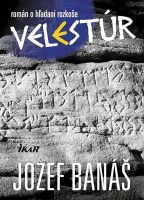 román o hľadaní rozkoše
VELESTÚR
IKAR
JOZEF BANÁŠ